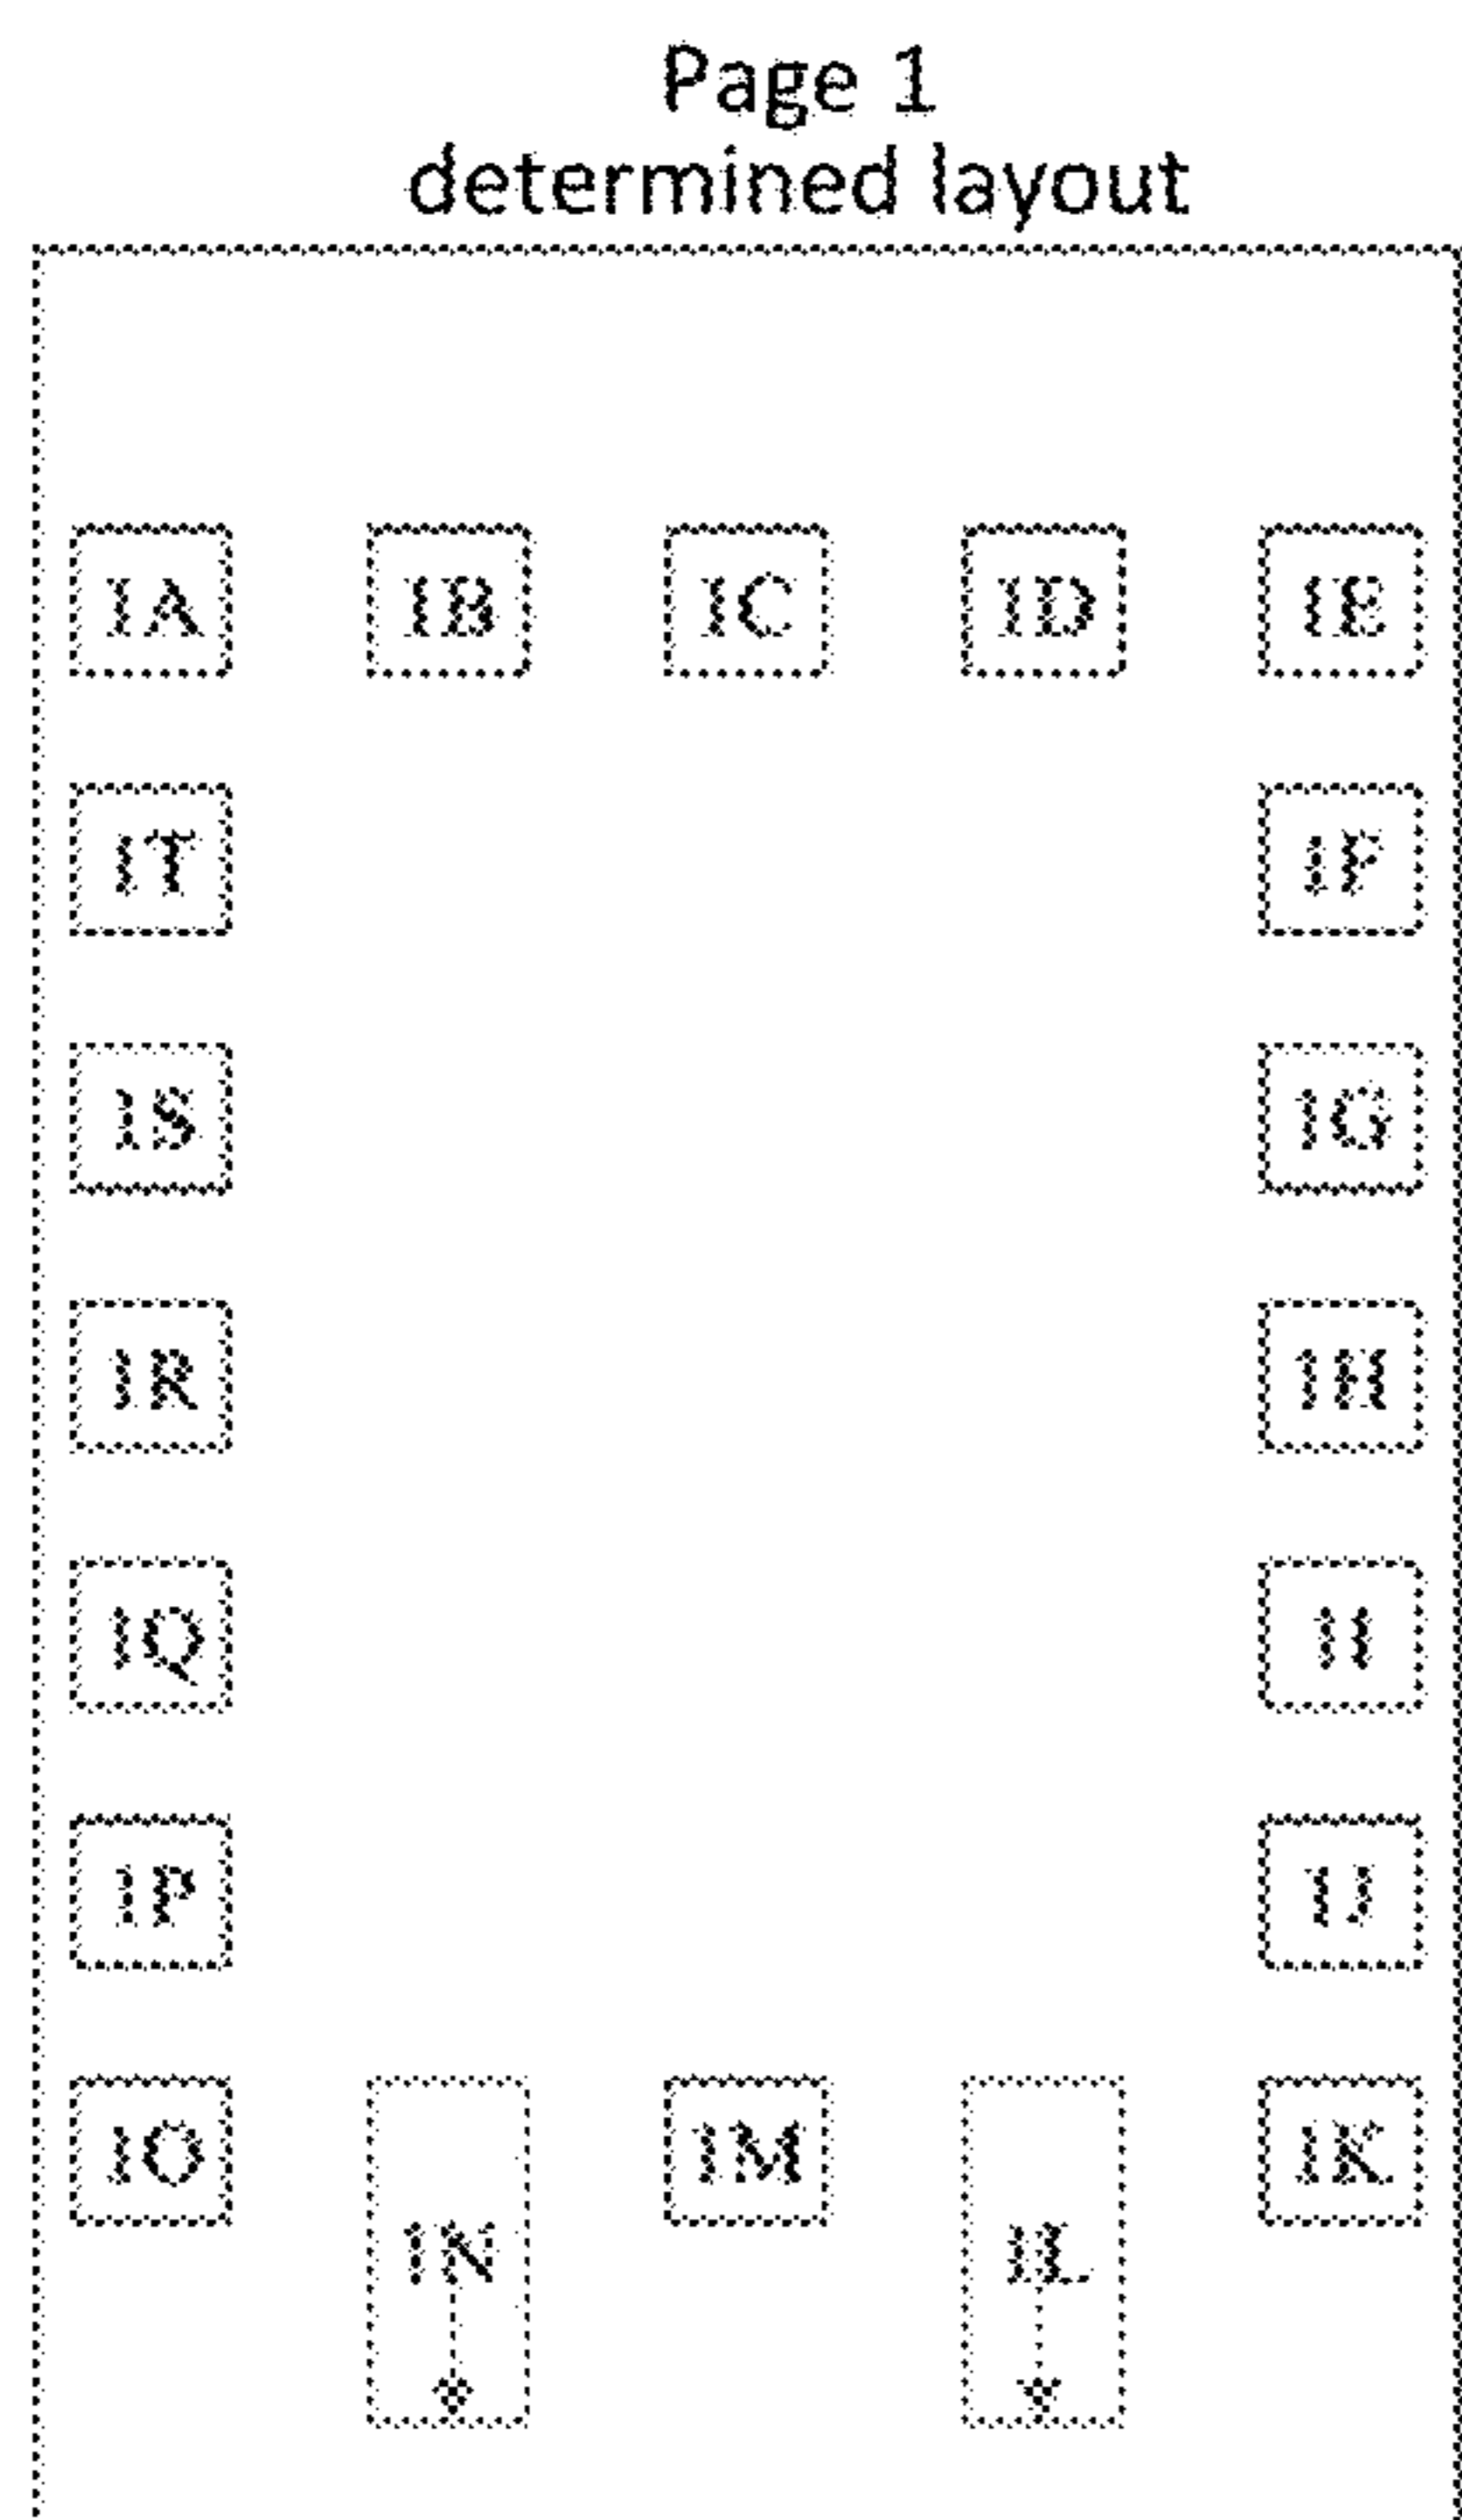 Page 1
determined layout
1A 1B 1C 1D 1E
1T 1F
1S 1G
1R 1H
1Q 1I
1P 1J
1O 1N 1M 1L 1K